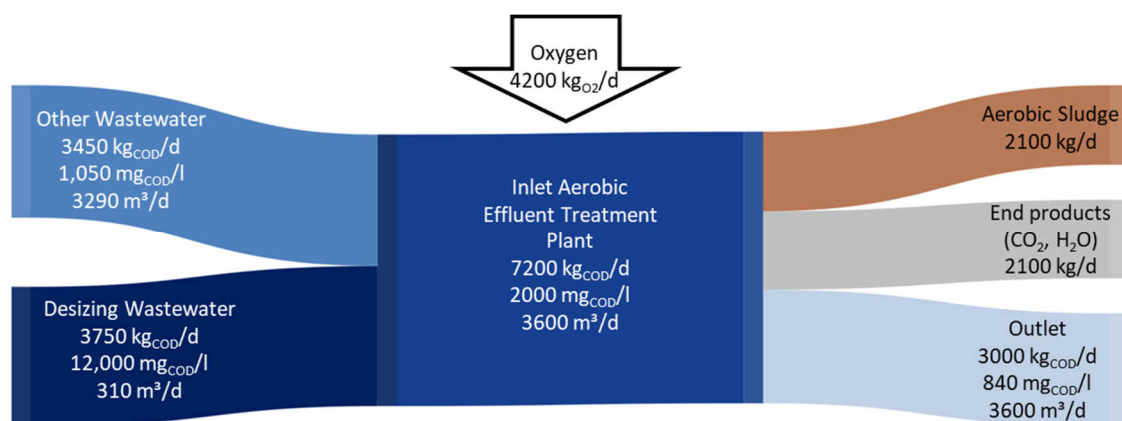 Oxygen
4200 kgO2/d
Other Wastewater
3450 kgCOD/d
1,050 mgCOD/l
3290 m³/d
Desizing Wastewater
3750 kgCOD/d
12,000 mgCOD/l
310 m³/d
Inlet Aerobic
Effluent Treatment
Plant
7200 kgCOD/d
2000 mgCOD/l
3600 m³/d
Aerobic Sludge
2100 kg/d
End products
(CO2, H2O)
2100 kg/d
Outlet
3000 kgCOD/d
840 mgCOD/l
3600 m³/d